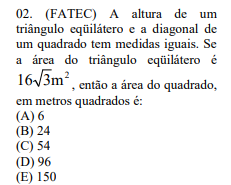 02. (FATEC) A altura de um
triângulo eqüilátero e a diagonal de
um quadrado tem medidas iguais. Se
a área do triângulo eqüilátero é
16√3m², então a área do quadrado,
em metros quadrados é:
(A) 6
(B) 24
(C) 54
(D) 96
(E) 150